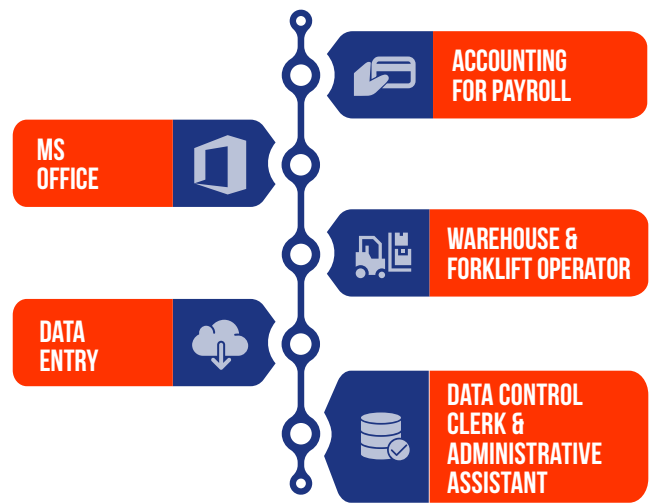 ACCOUNTING
FOR PAYROLL
MS
OFFICE
WAREHOUSE &
FORKLIFT OPERATOR
DATA
ENTRY
DATA CONTROL
CLERK &
ADMINISTRATIVE
ASSISTANT